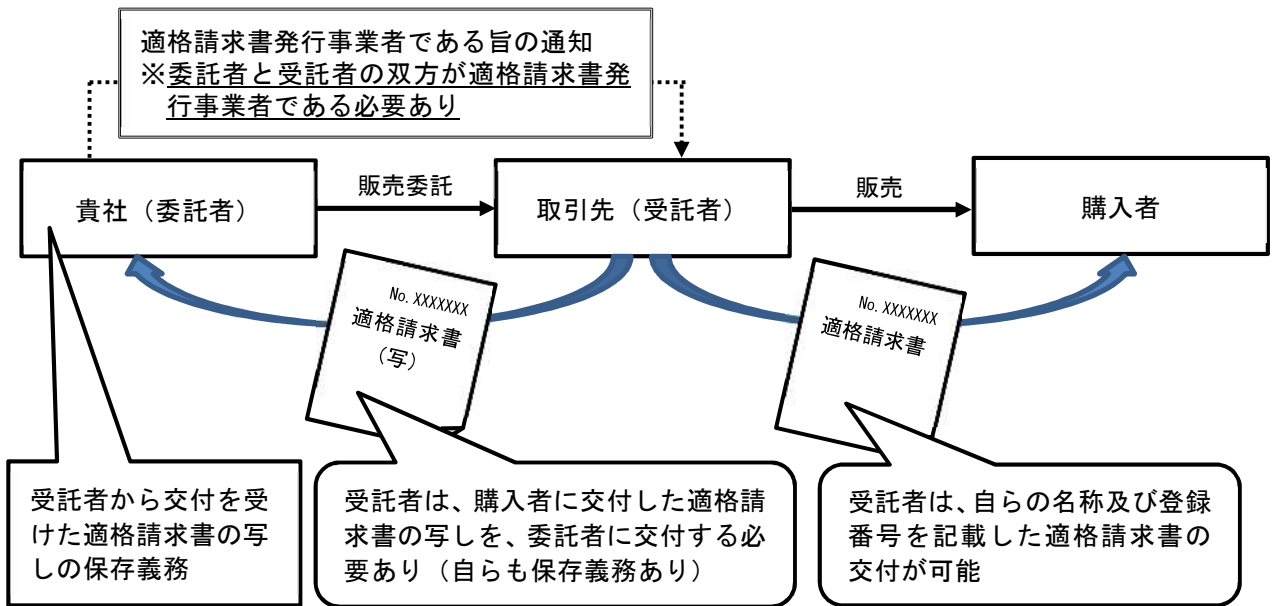 適格請求書発行事業者である旨の通知
※委託者と受託者の双方が適格請求書発
行事業者である必要あり
貴社（委託者）
販売委託
取引先（受託者）
販売
購入者
No. XXXXXXX
適格請求書
（写）
No. XXXXXXX
適格請求書
受託者から交付を受
けた適格請求書の写
しの保存義務
受託者は、購入者に交付した適格請
求書の写しを、委託者に交付する必
要あり（自らも保存義務あり）
受託者は、自らの名称及び登録
番号を記載した適格請求書の
交付が可能